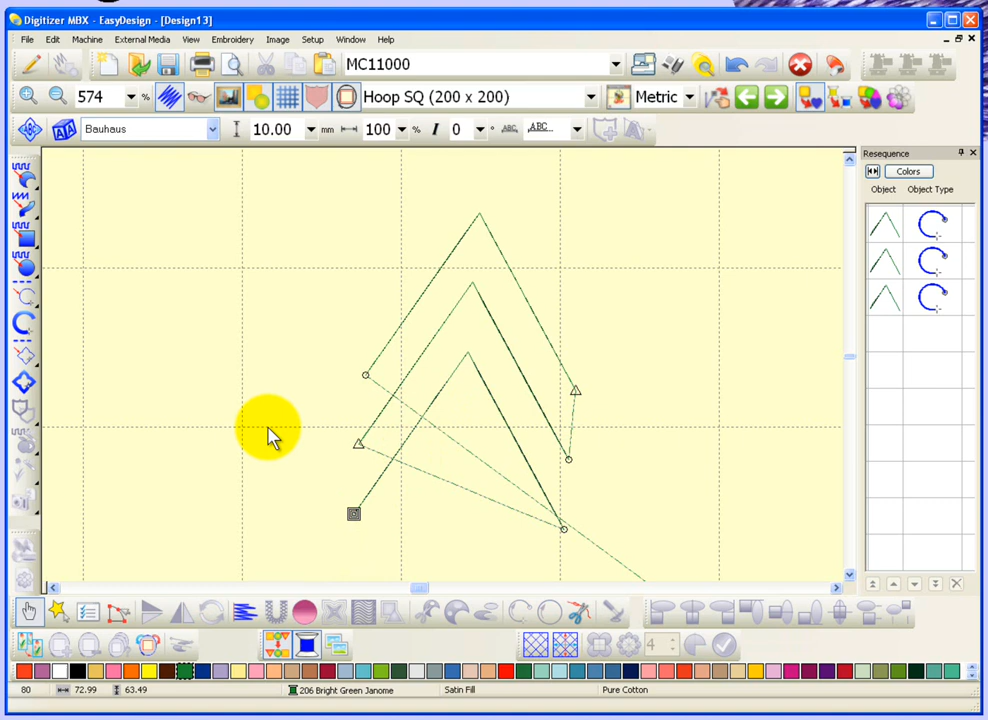 Digitizer MBX - EasyDesign - [Design13]
File Edit Machine External Media View Embroidery Image Setup Window Help
MC11000
574 % Hoop SQ (200 x 200) Metric
Bauhaus 10.00 mm 100 % 0 ° ABC ABC...
Resequence
Colors
Object Object Type
4
80 72.99 63.49 206 Bright Green Janome Satin Fill Pure Cotton